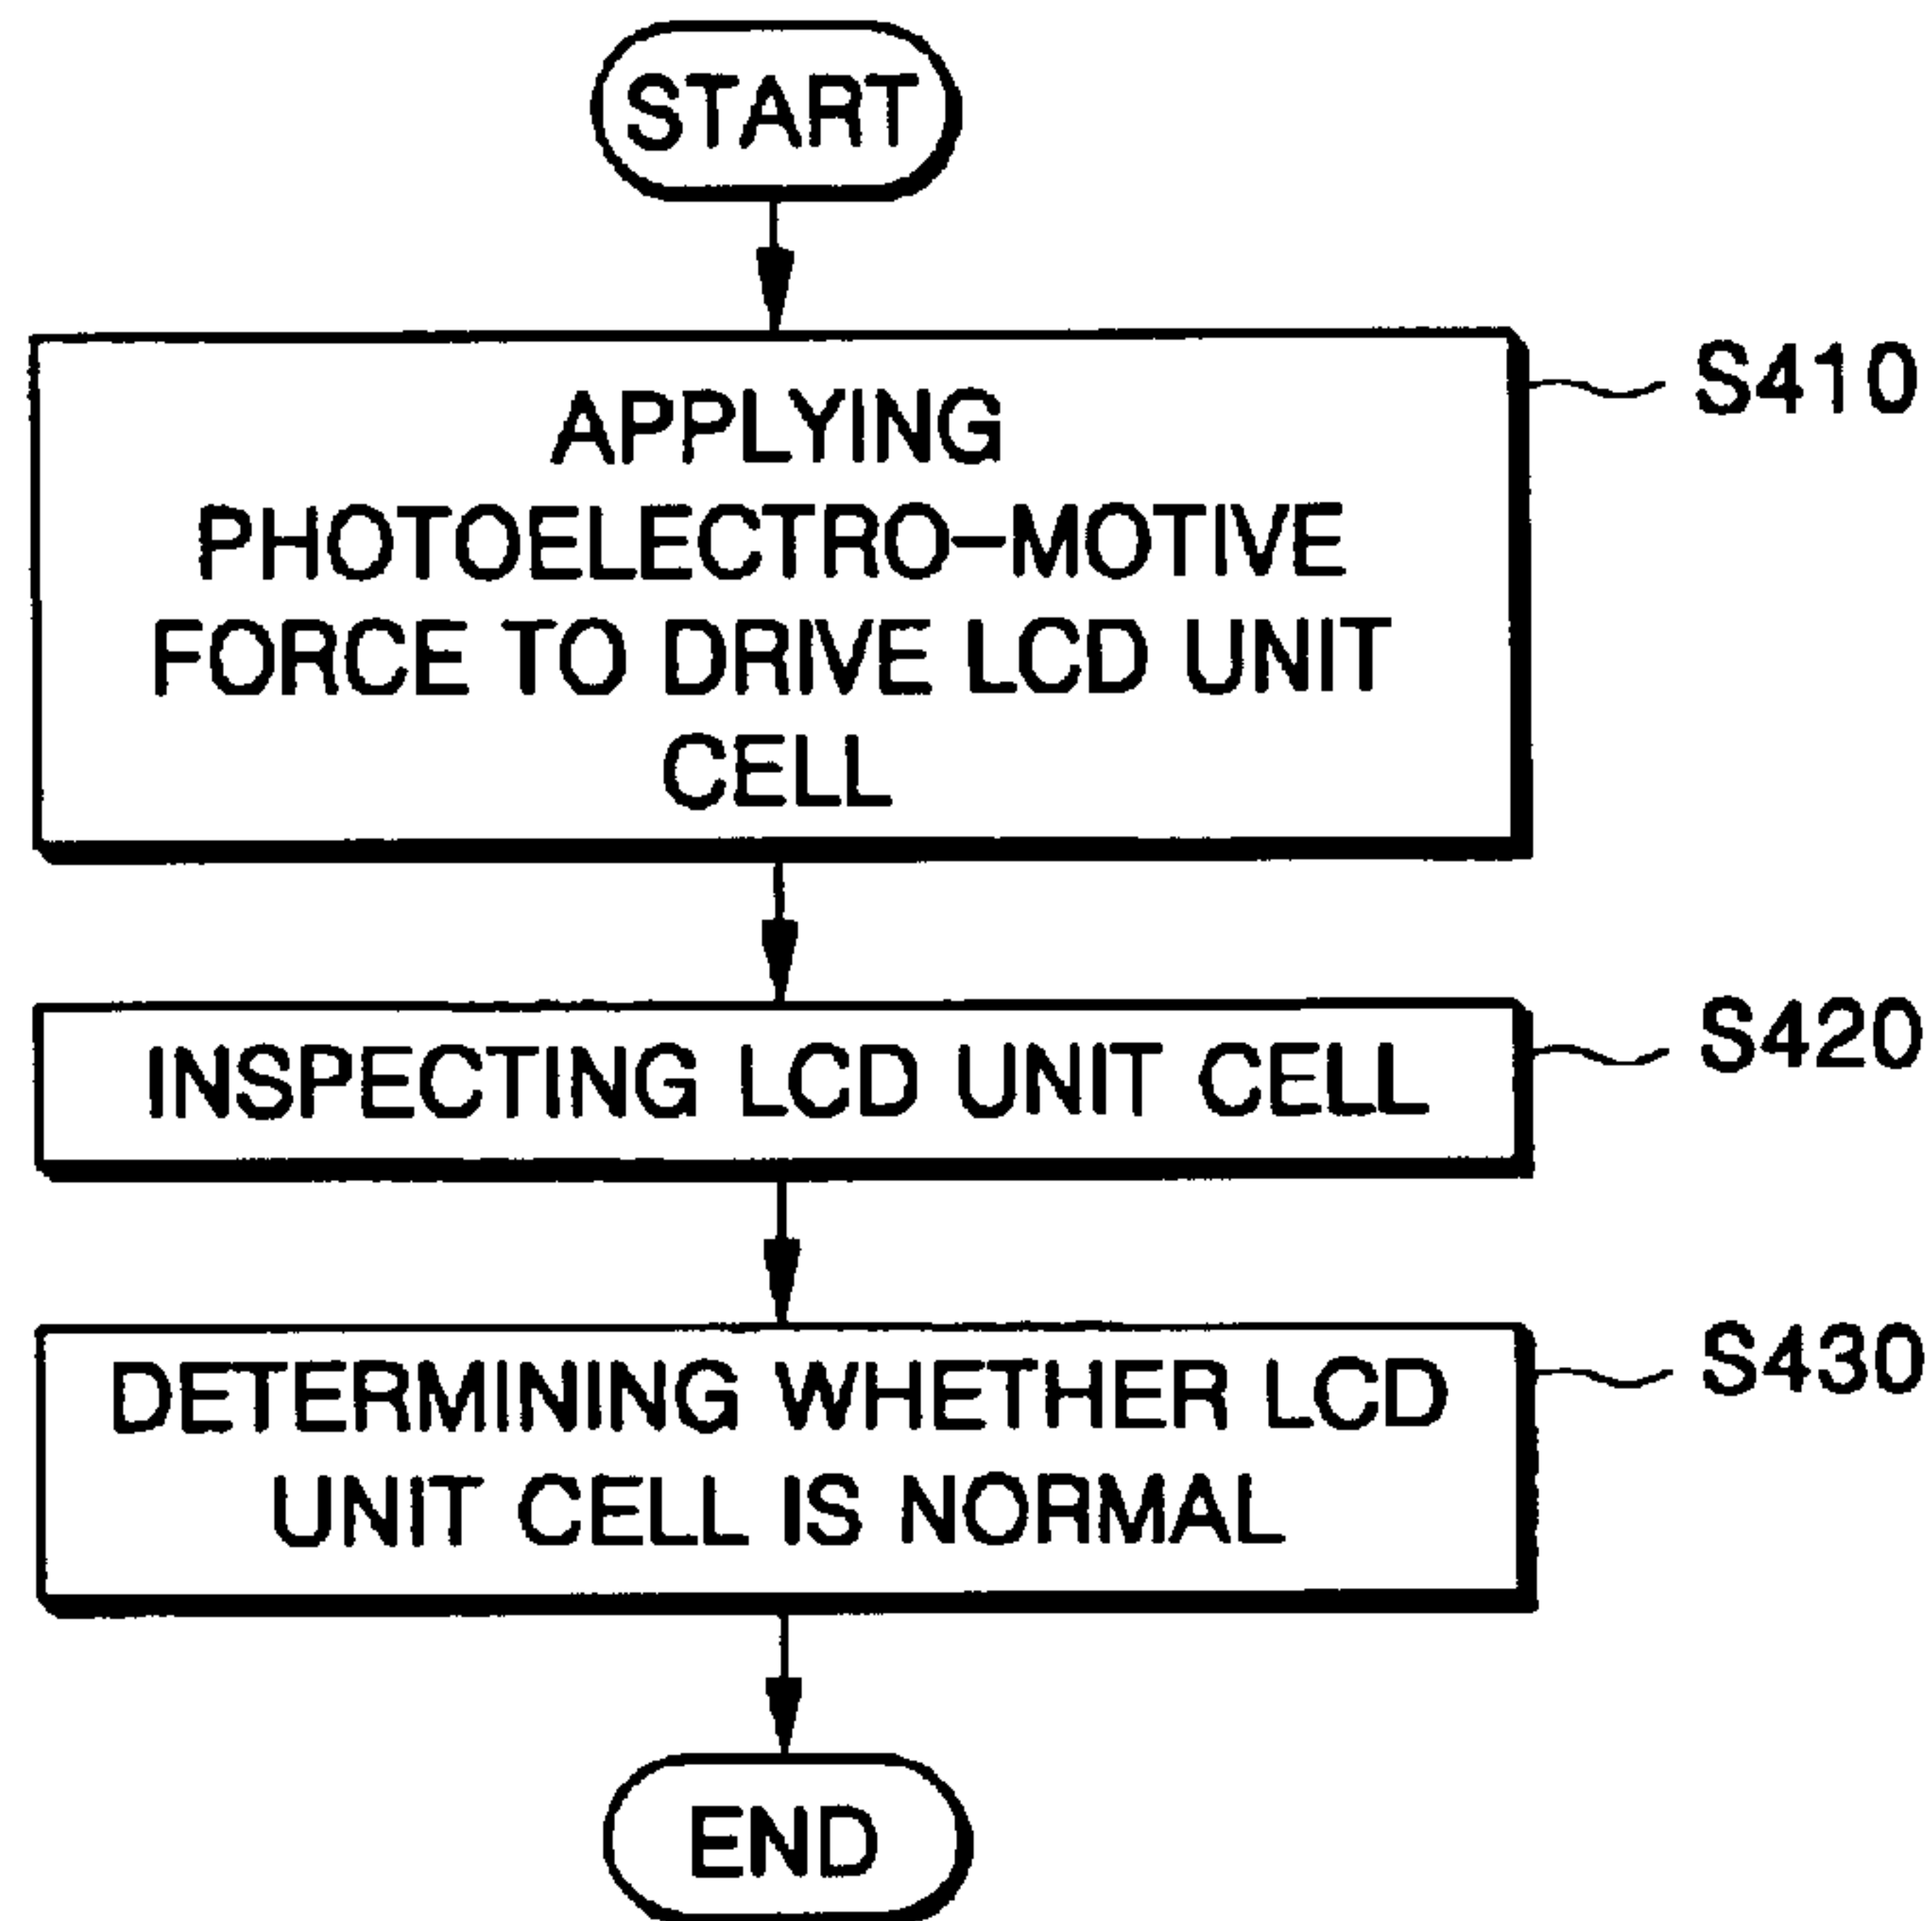 START
S410
APPLYING
PHOTOELECTRO-MOTIVE
FORCE TO DRIVE LCD UNIT
CELL
S420
INSPECTING LCD UNIT CELL
S430
DETERMINING WHETHER LCD
UNIT CELL IS NORMAL
END